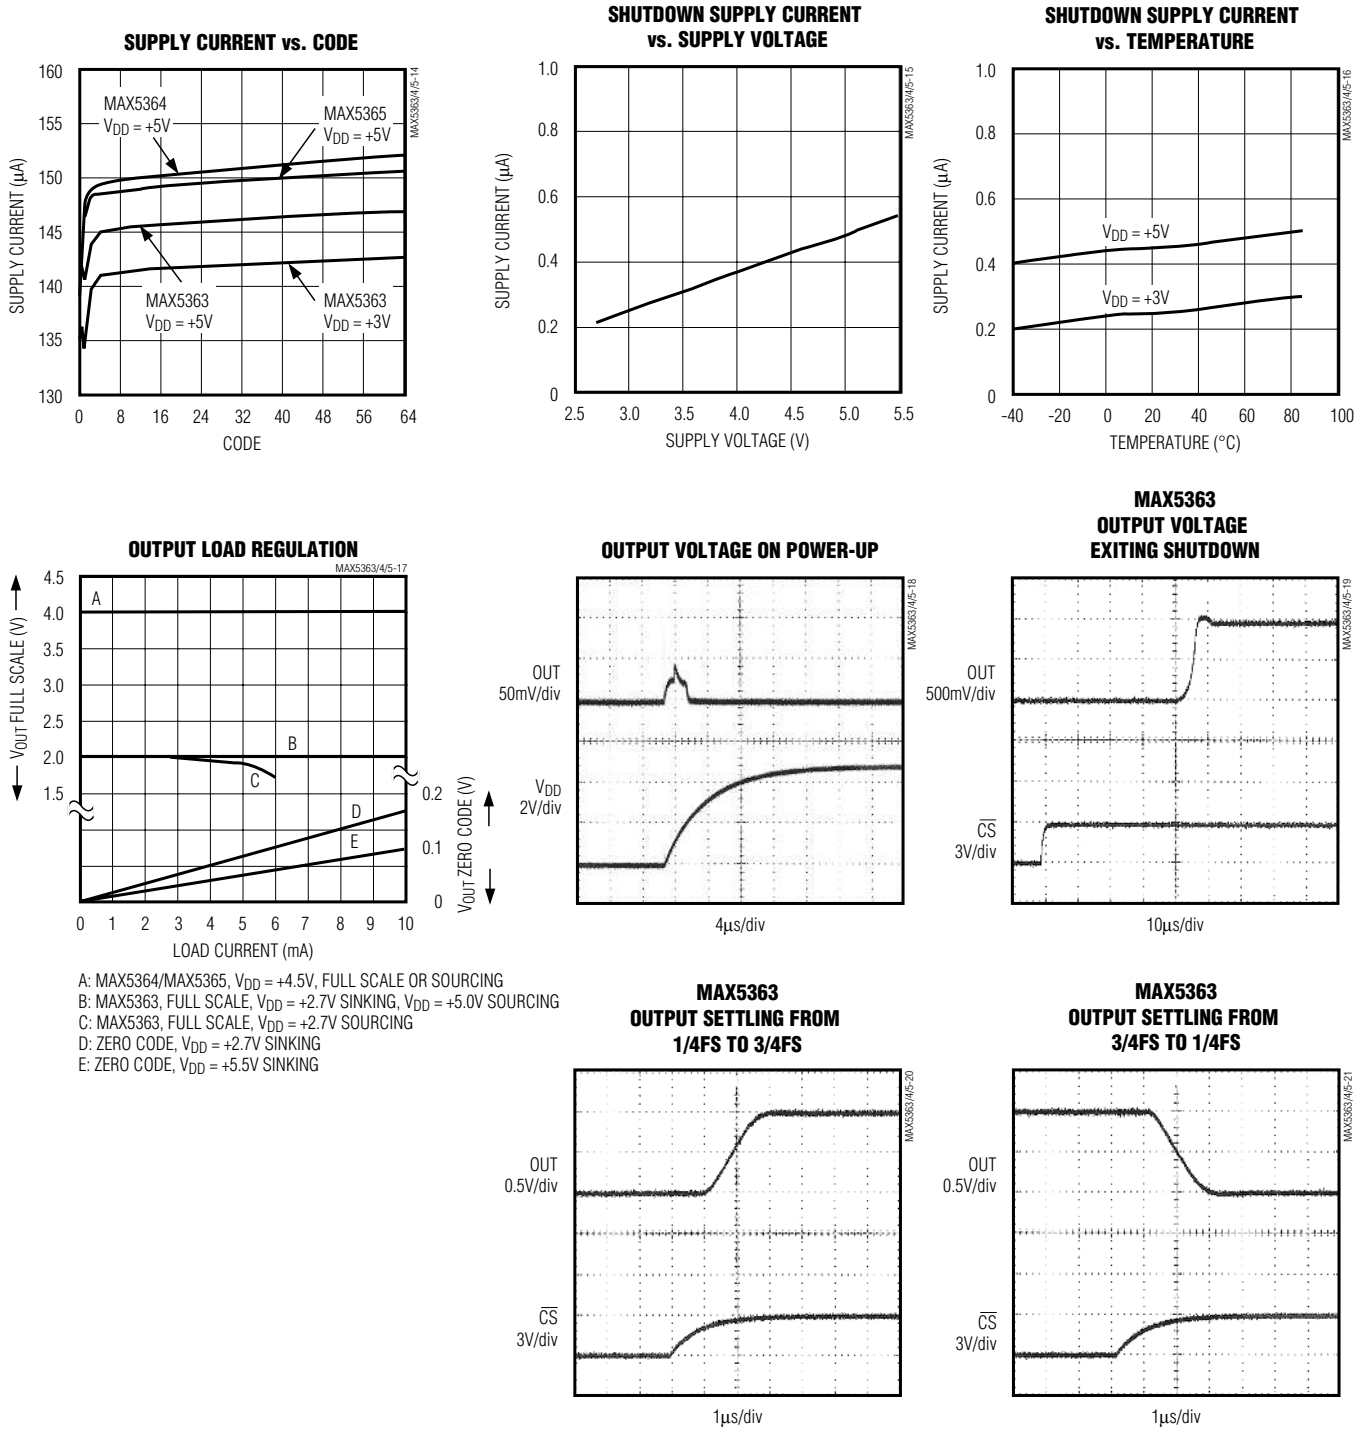 SUPPLY CURRENT vs. CODE
MAX5363/4/5-14
SUPPLY CURRENT (µA)
160
155
150
145
140
135
130
MAX5364
VDD = +5V
MAX5365
VDD = +5V
MAX5363
VDD = +5V
MAX5363
VDD = +3V
0 8 16 24 32 40 48 56 64
CODE
SHUTDOWN SUPPLY CURRENT
vs. SUPPLY VOLTAGE
MAX5363/4/5-15
SUPPLY CURRENT (µA)
1.0
0.8
0.6
0.4
0.2
0
2.5 3.0 3.5 4.0 4.5 5.0 5.5
SUPPLY VOLTAGE (V)
SHUTDOWN SUPPLY CURRENT
vs. TEMPERATURE
MAX5363/4/5-16
SUPPLY CURRENT (µA)
1.0
0.8
0.6
0.4
0.2
0
VDD = +5V
VDD = +3V
-40 -20 0 20 40 60 80 100
TEMPERATURE (°C)
OUTPUT LOAD REGULATION
MAX5363/4/5-17
VOUT FULL SCALE (V)
4.5
4.0
3.5
3.0
2.5
2.0
1.5
A
B
C
D
E
0.2
0.1
0
VOUT ZERO CODE (V)
0 1 2 3 4 5 6 7 8 9 10
LOAD CURRENT (mA)
A: MAX5364/MAX5365, VDD = +4.5V, FULL SCALE OR SOURCING
B: MAX5363, FULL SCALE, VDD = +2.7V SINKING, VDD = +5.0V SOURCING
C: MAX5363, FULL SCALE, VDD = +2.7V SOURCING
D: ZERO CODE, VDD = +2.7V SINKING
E: ZERO CODE, VDD = +5.5V SINKING
OUTPUT VOLTAGE ON POWER-UP
MAX5363/4/5-18
OUT
50mV/div
VDD
2V/div
4µs/div
MAX5363
OUTPUT VOLTAGE
EXITING SHUTDOWN
MAX5363/4/5-19
OUT
500mV/div
CS
3V/div
10µs/div
MAX5363
OUTPUT SETTLING FROM
1/4FS TO 3/4FS
MAX5363/4/5-20
OUT
0.5V/div
CS
3V/div
1µs/div
MAX5363
OUTPUT SETTLING FROM
3/4FS TO 1/4FS
MAX5363/4/5-21
OUT
0.5V/div
CS
3V/div
1µs/div